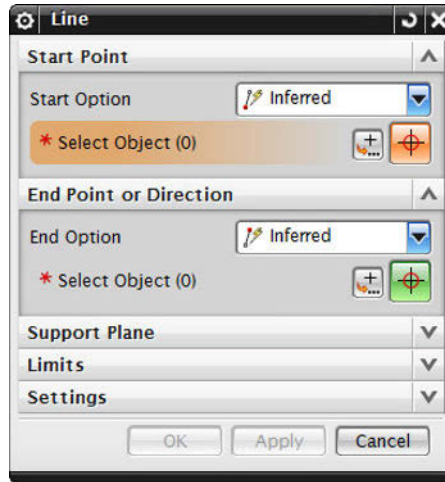 Line
Start Point
Start Option Inferred
* Select Object (0)
End Point or Direction
End Option Inferred
* Select Object (0)
Support Plane
Limits
Settings
OK Apply Cancel